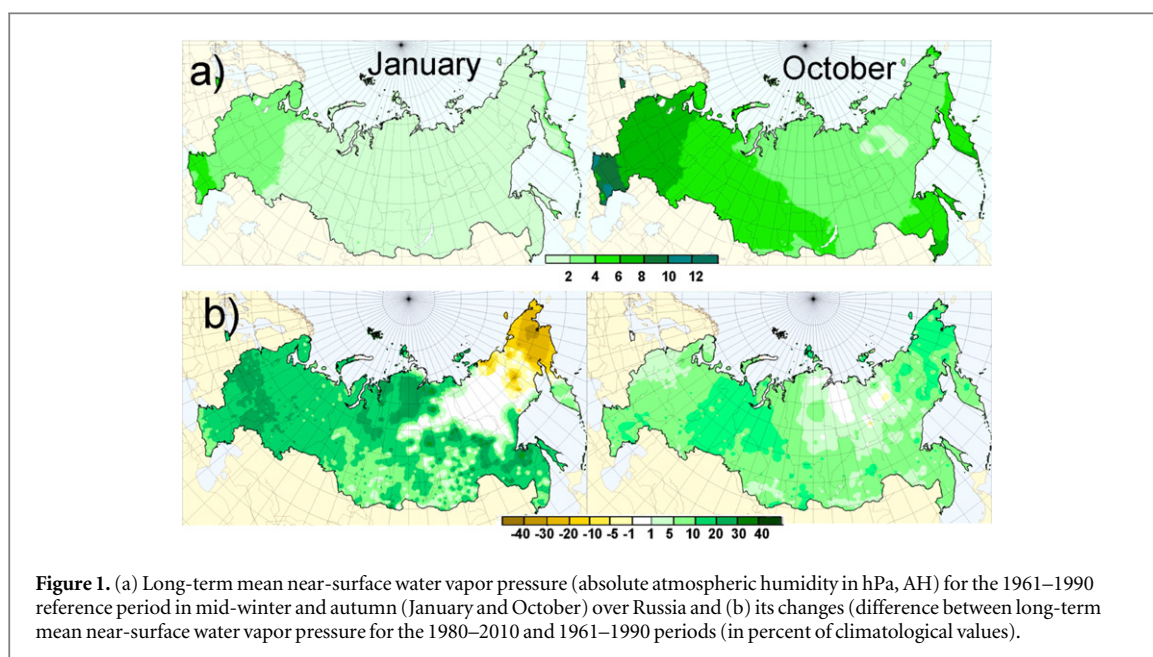 a)
January
October
2 4 6 8 10 12
b)
-40 -30 -20 -10 -5 -1 1 5 10 20 30 40
Figure 1. (a) Long-term mean near-surface water vapor pressure (absolute atmospheric humidity in hPa, AH) for the 1961–1990
reference period in mid-winter and autumn (January and October) over Russia and (b) its changes (difference between long-term
mean near-surface water vapor pressure for the 1980–2010 and 1961–1990 periods (in percent of climatological values).